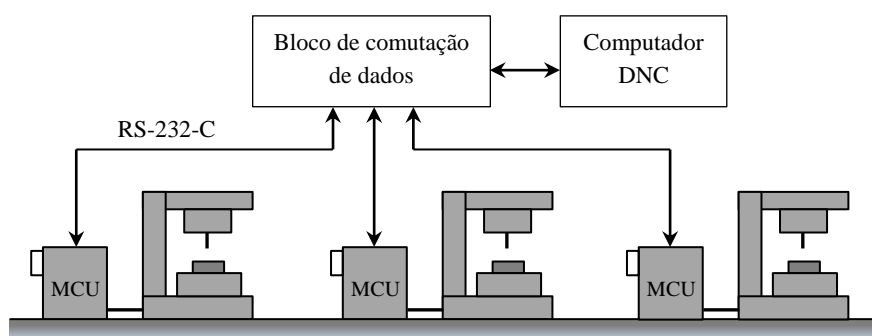 Bloco de comutação
de dados
Computador
DNC
RS-232-C
MCU
MCU
MCU